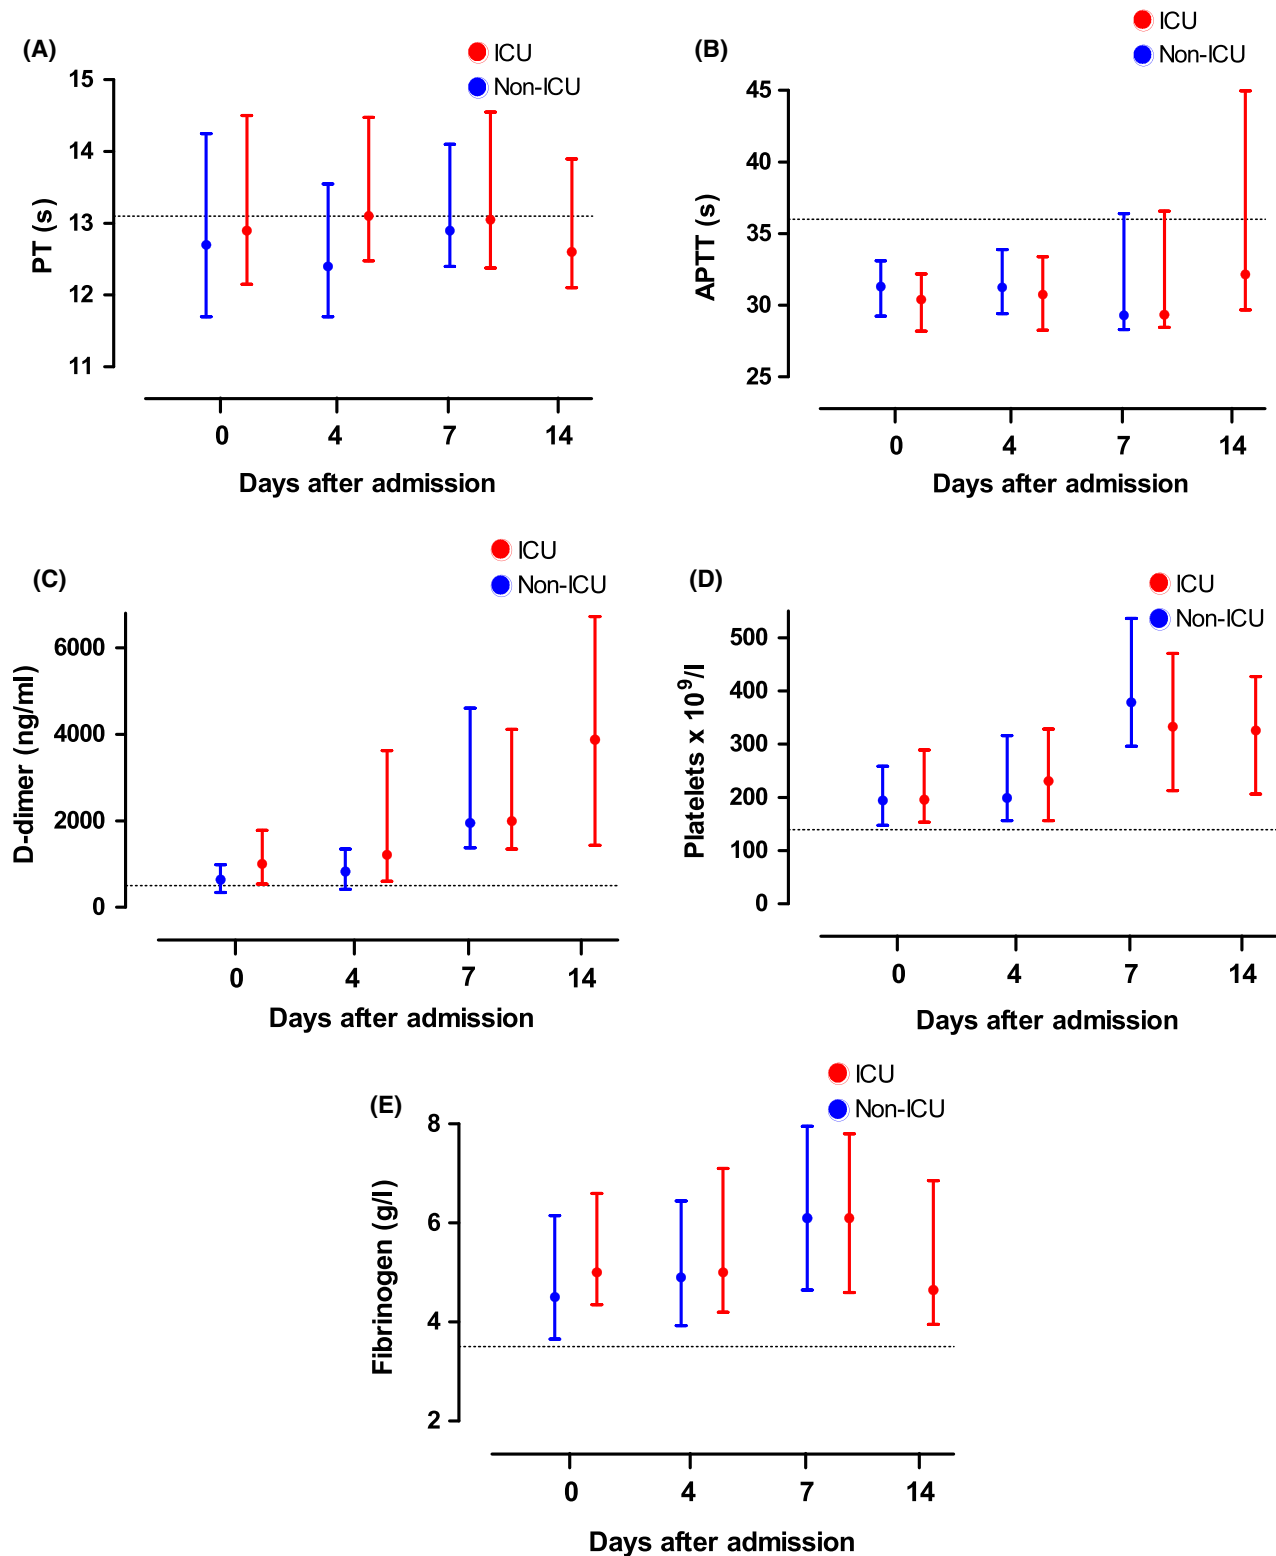 (A)
ICU
Non-ICU
PT (s)
15
14
13
12
11
0 4 7 14
Days after admission
(B)
ICU
Non-ICU
APTT (s)
45
40
35
30
25
0 4 7 14
Days after admission
(C)
ICU
Non-ICU
D-dimer (ng/ml)
6000
4000
2000
0
0 4 7 14
Days after admission
(D)
ICU
Non-ICU
Platelets x 10⁹/l
500
400
300
200
100
0
0 4 7 14
Days after admission
(E)
ICU
Non-ICU
Fibrinogen (g/l)
8
6
4
2
0 4 7 14
Days after admission